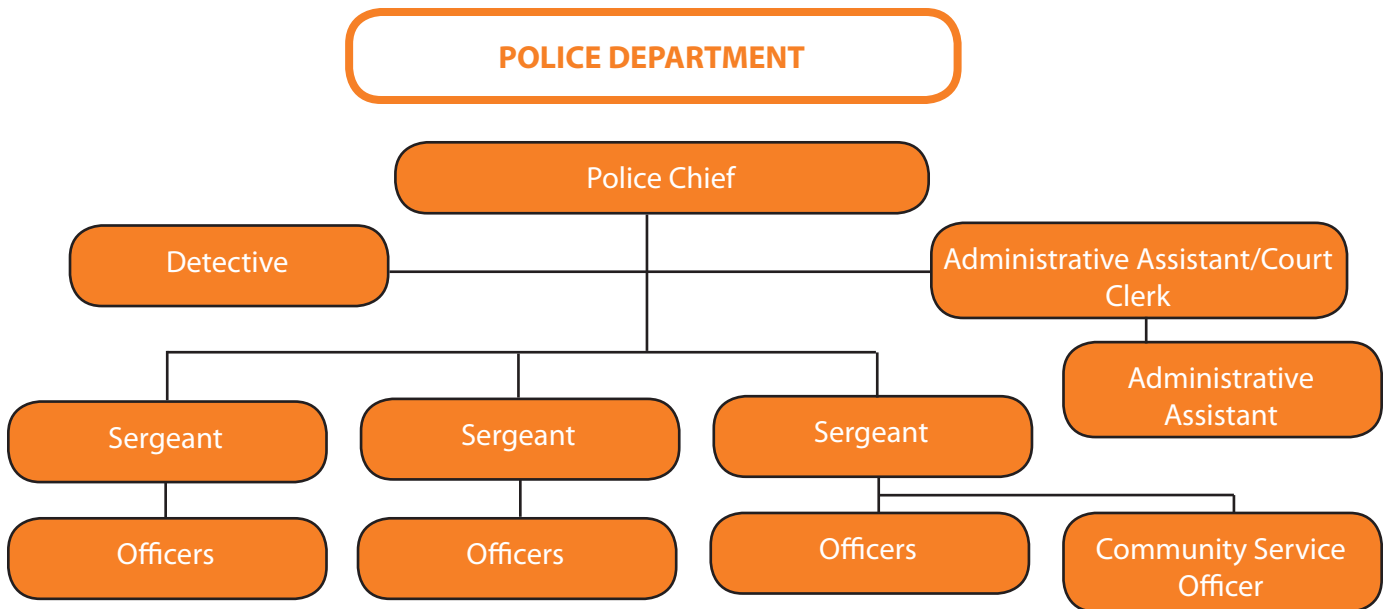 POLICE DEPARTMENT
Police Chief
Detective
Administrative Assistant/Court
Clerk
Administrative
Assistant
Sergeant
Sergeant
Sergeant
Officers
Officers
Officers
Community Service
Officer